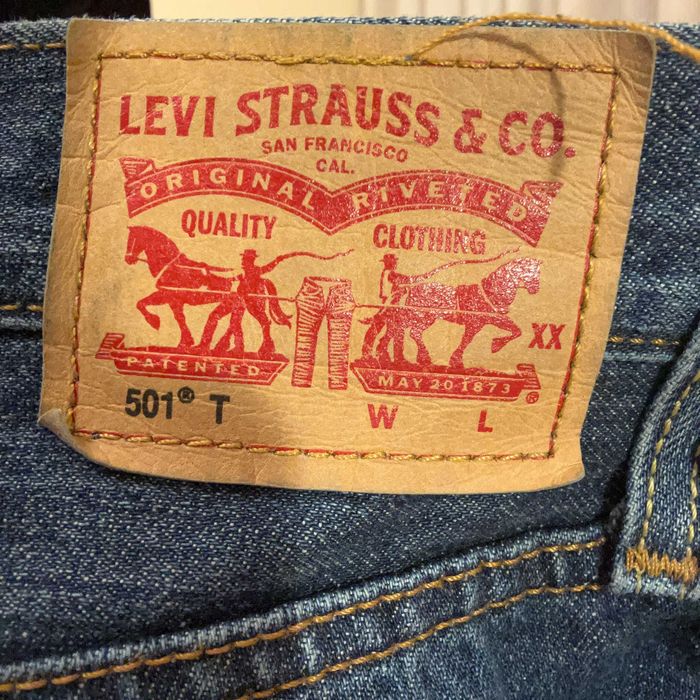 LEVI STRAUSS & CO.
SAN FRANCISCO
CAL.
ORIGINAL RIVETED
QUALITY CLOTHING
XX
PATENTED MAY 20 1873 ®
501® T W L